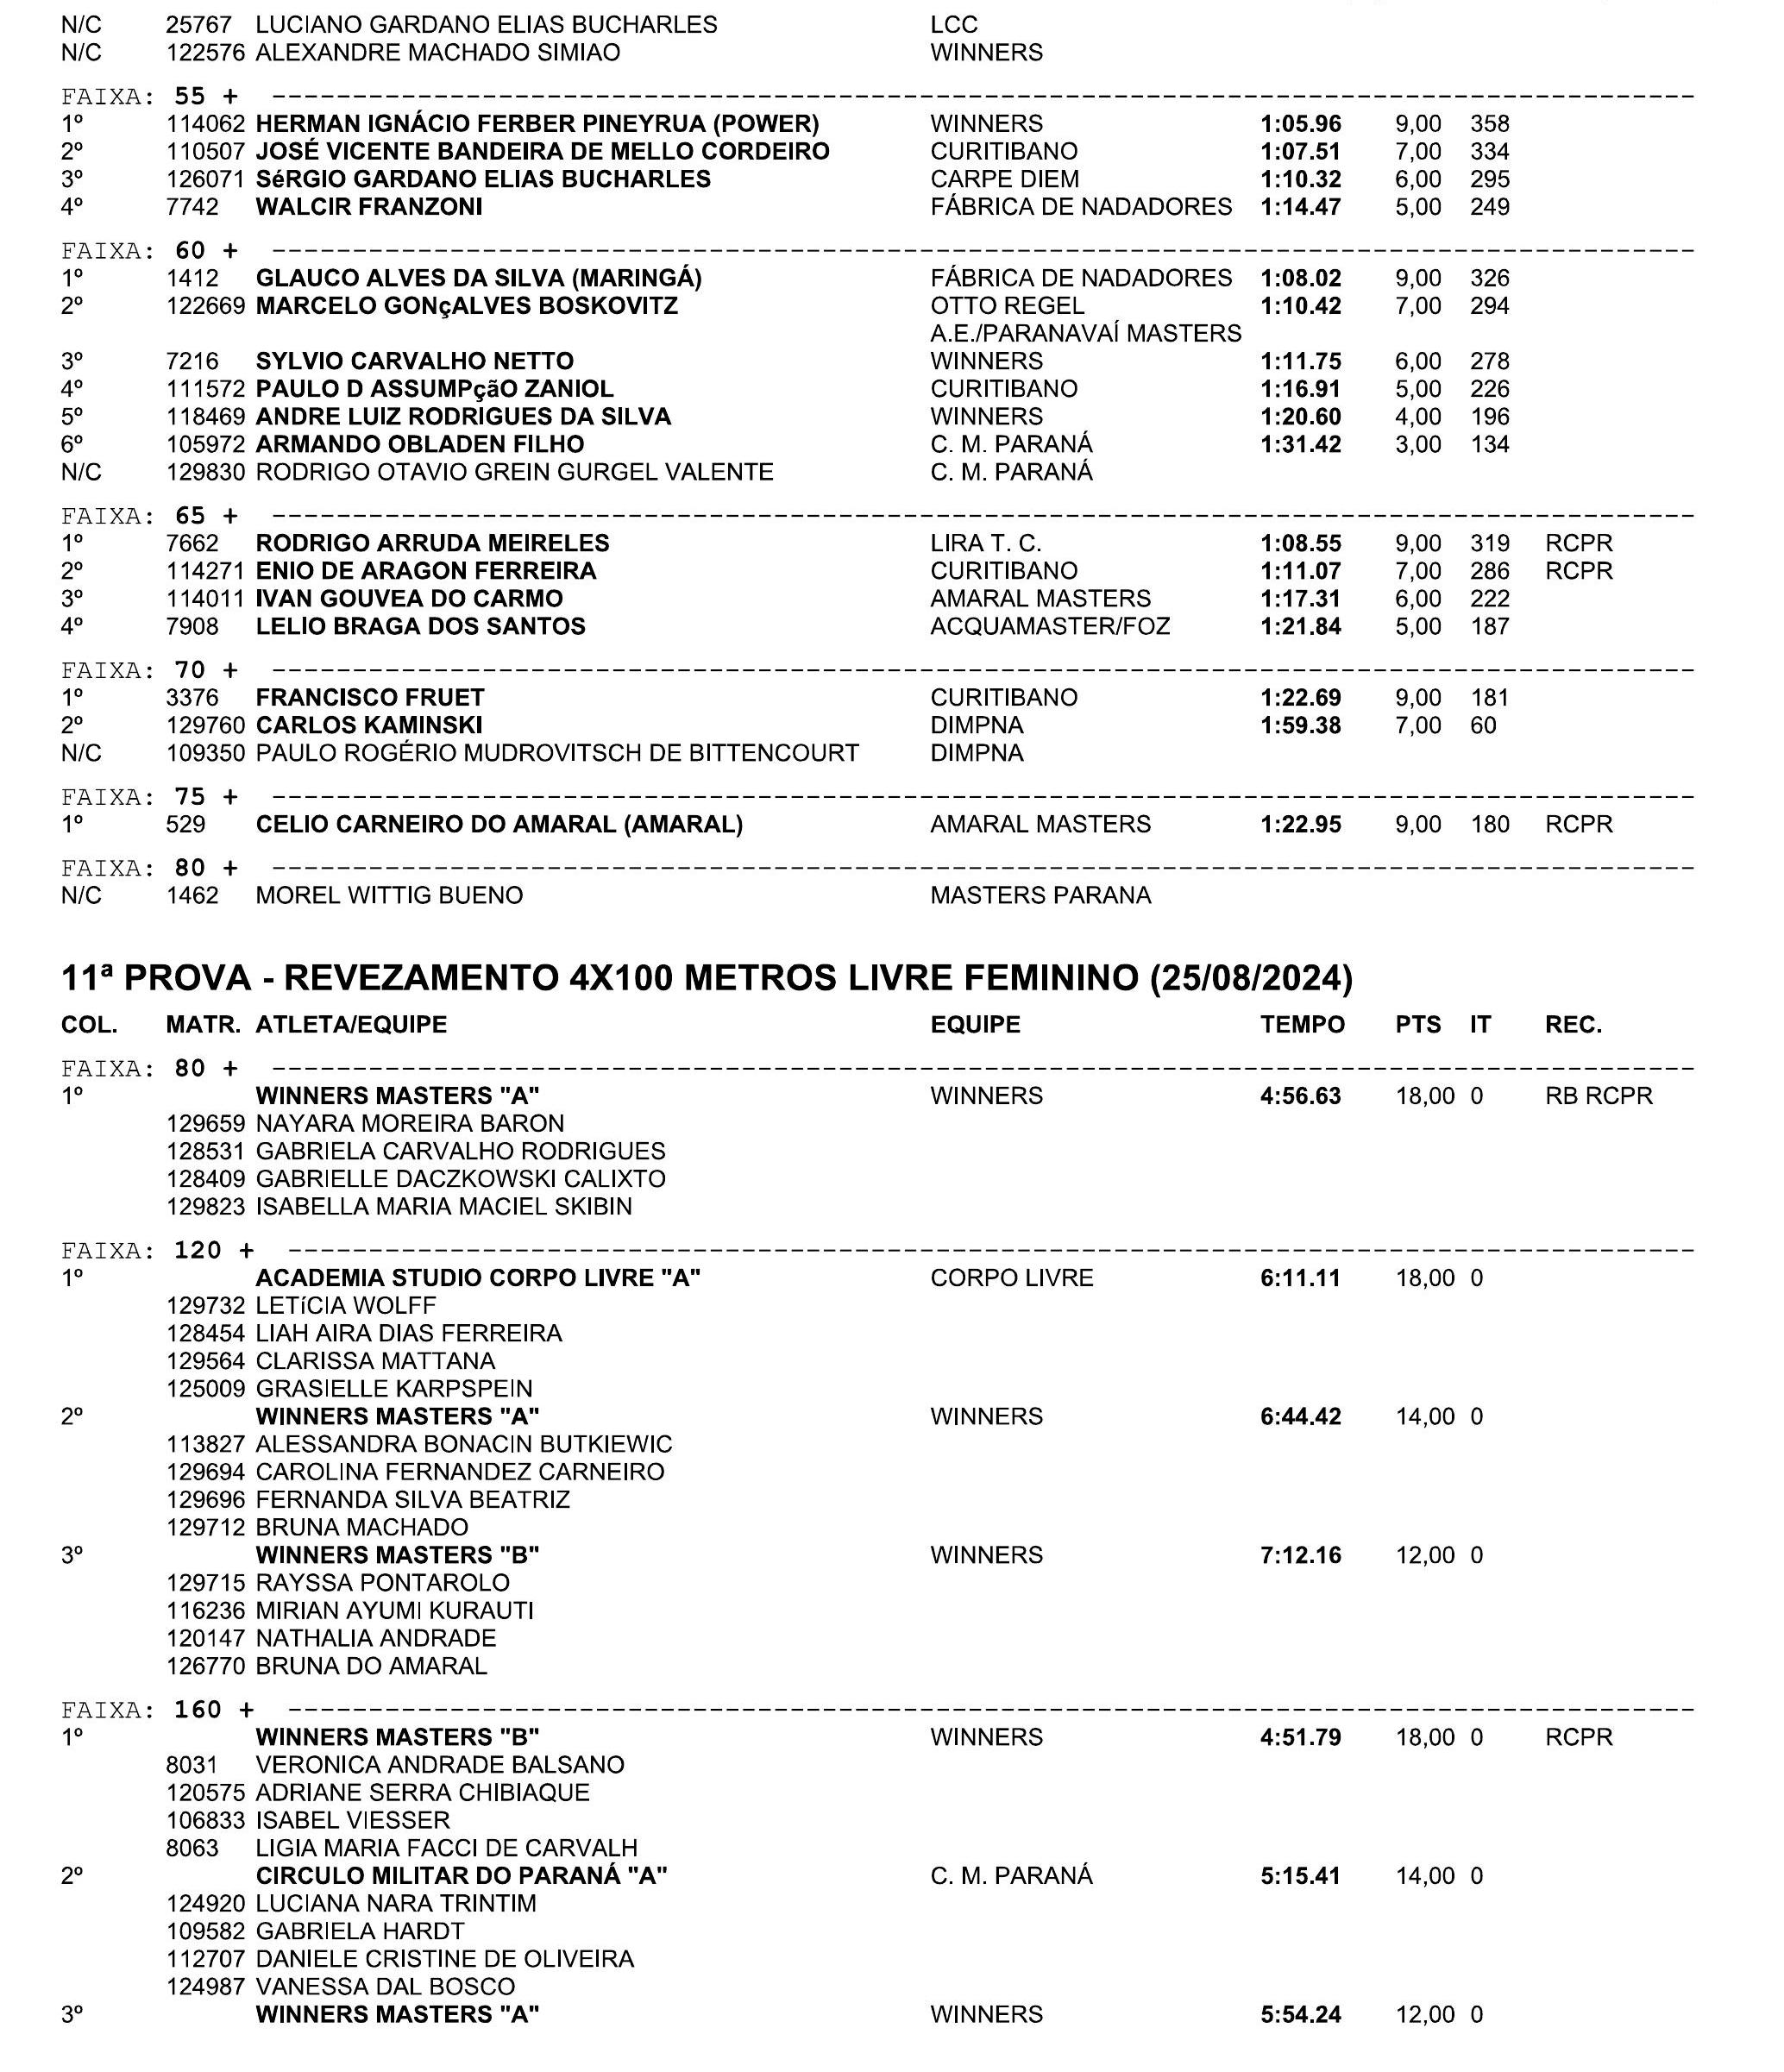 N/C 25767 LUCIANO GARDANO ELIAS BUCHARLES LCC
N/C 122576 ALEXANDRE MACHADO SIMIAO WINNERS
FAIXA: 55 + ----------------------------------------------------------------------------------------
1º 114062 HERMAN IGNÁCIO FERBER PINEYRUA (POWER) WINNERS 1:05.96 9,00 358
2º 110507 JOSÉ VICENTE BANDEIRA DE MELLO CORDEIRO CURITIBANO 1:07.51 7,00 334
3º 126071 SéRGIO GARDANO ELIAS BUCHARLES CARPE DIEM 1:10.32 6,00 295
4º 7742 WALCIR FRANZONI FÁBRICA DE NADADORES 1:14.47 5,00 249
FAIXA: 60 + ----------------------------------------------------------------------------------------
1º 1412 GLAUCO ALVES DA SILVA (MARINGÁ) FÁBRICA DE NADADORES 1:08.02 9,00 326
2º 122669 MARCELO GONçALVES BOSKOVITZ OTTO REGEL 1:10.42 7,00 294
A.E./PARANAVAÍ MASTERS
3º 7216 SYLVIO CARVALHO NETTO WINNERS 1:11.75 6,00 278
4º 111572 PAULO D ASSUMPçãO ZANIOL CURITIBANO 1:16.91 5,00 226
5º 118469 ANDRE LUIZ RODRIGUES DA SILVA WINNERS 1:20.60 4,00 196
6º 105972 ARMANDO OBLADEN FILHO C. M. PARANÁ 1:31.42 3,00 134
N/C 129830 RODRIGO OTAVIO GREIN GURGEL VALENTE C. M. PARANÁ
FAIXA: 65 + ----------------------------------------------------------------------------------------
1º 7662 RODRIGO ARRUDA MEIRELES LIRA T. C. 1:08.55 9,00 319 RCPR
2º 114271 ENIO DE ARAGON FERREIRA CURITIBANO 1:11.07 7,00 286 RCPR
3º 114011 IVAN GOUVEA DO CARMO AMARAL MASTERS 1:17.31 6,00 222
4º 7908 LELIO BRAGA DOS SANTOS ACQUAMASTER/FOZ 1:21.84 5,00 187
FAIXA: 70 + ----------------------------------------------------------------------------------------
1º 3376 FRANCISCO FRUET CURITIBANO 1:22.69 9,00 181
2º 129760 CARLOS KAMINSKI DIMPNA 1:59.38 7,00 60
N/C 109350 PAULO ROGÉRIO MUDROVITSCH DE BITTENCOURT DIMPNA
FAIXA: 75 + ----------------------------------------------------------------------------------------
1º 529 CELIO CARNEIRO DO AMARAL (AMARAL) AMARAL MASTERS 1:22.95 9,00 180 RCPR
FAIXA: 80 + ----------------------------------------------------------------------------------------
N/C 1462 MOREL WITTIG BUENO MASTERS PARANA
11ª PROVA - REVEZAMENTO 4X100 METROS LIVRE FEMININO (25/08/2024)
COL. MATR. ATLETA/EQUIPE EQUIPE TEMPO PTS IT REC.
FAIXA: 80 + ----------------------------------------------------------------------------------------
1º WINNERS MASTERS "A" WINNERS 4:56.63 18,00 0 RB RCPR
129659 NAYARA MOREIRA BARON
128531 GABRIELA CARVALHO RODRIGUES
128409 GABRIELLE DACZKOWSKI CALIXTO
129823 ISABELLA MARIA MACIEL SKIBIN
FAIXA: 120 + ---------------------------------------------------------------------------------------
1º ACADEMIA STUDIO CORPO LIVRE "A" CORPO LIVRE 6:11.11 18,00 0
129732 LETíCIA WOLFF
128454 LIAH AIRA DIAS FERREIRA
129564 CLARISSA MATTANA
125009 GRASIELLE KARPSPEIN
2º WINNERS MASTERS "A" WINNERS 6:44.42 14,00 0
113827 ALESSANDRA BONACIN BUTKIEWIC
129694 CAROLINA FERNANDEZ CARNEIRO
129696 FERNANDA SILVA BEATRIZ
129712 BRUNA MACHADO
3º WINNERS MASTERS "B" WINNERS 7:12.16 12,00 0
129715 RAYSSA PONTAROLO
116236 MIRIAN AYUMI KURAUTI
120147 NATHALIA ANDRADE
126770 BRUNA DO AMARAL
FAIXA: 160 + ---------------------------------------------------------------------------------------
1º WINNERS MASTERS "B" WINNERS 4:51.79 18,00 0 RCPR
8031 VERONICA ANDRADE BALSANO
120575 ADRIANE SERRA CHIBIAQUE
106833 ISABEL VIESSER
8063 LIGIA MARIA FACCI DE CARVALH
2º CIRCULO MILITAR DO PARANÁ "A" C. M. PARANÁ 5:15.41 14,00 0
124920 LUCIANA NARA TRINTIM
109582 GABRIELA HARDT
112707 DANIELE CRISTINE DE OLIVEIRA
124987 VANESSA DAL BOSCO
3º WINNERS MASTERS "A" WINNERS 5:54.24 12,00 0